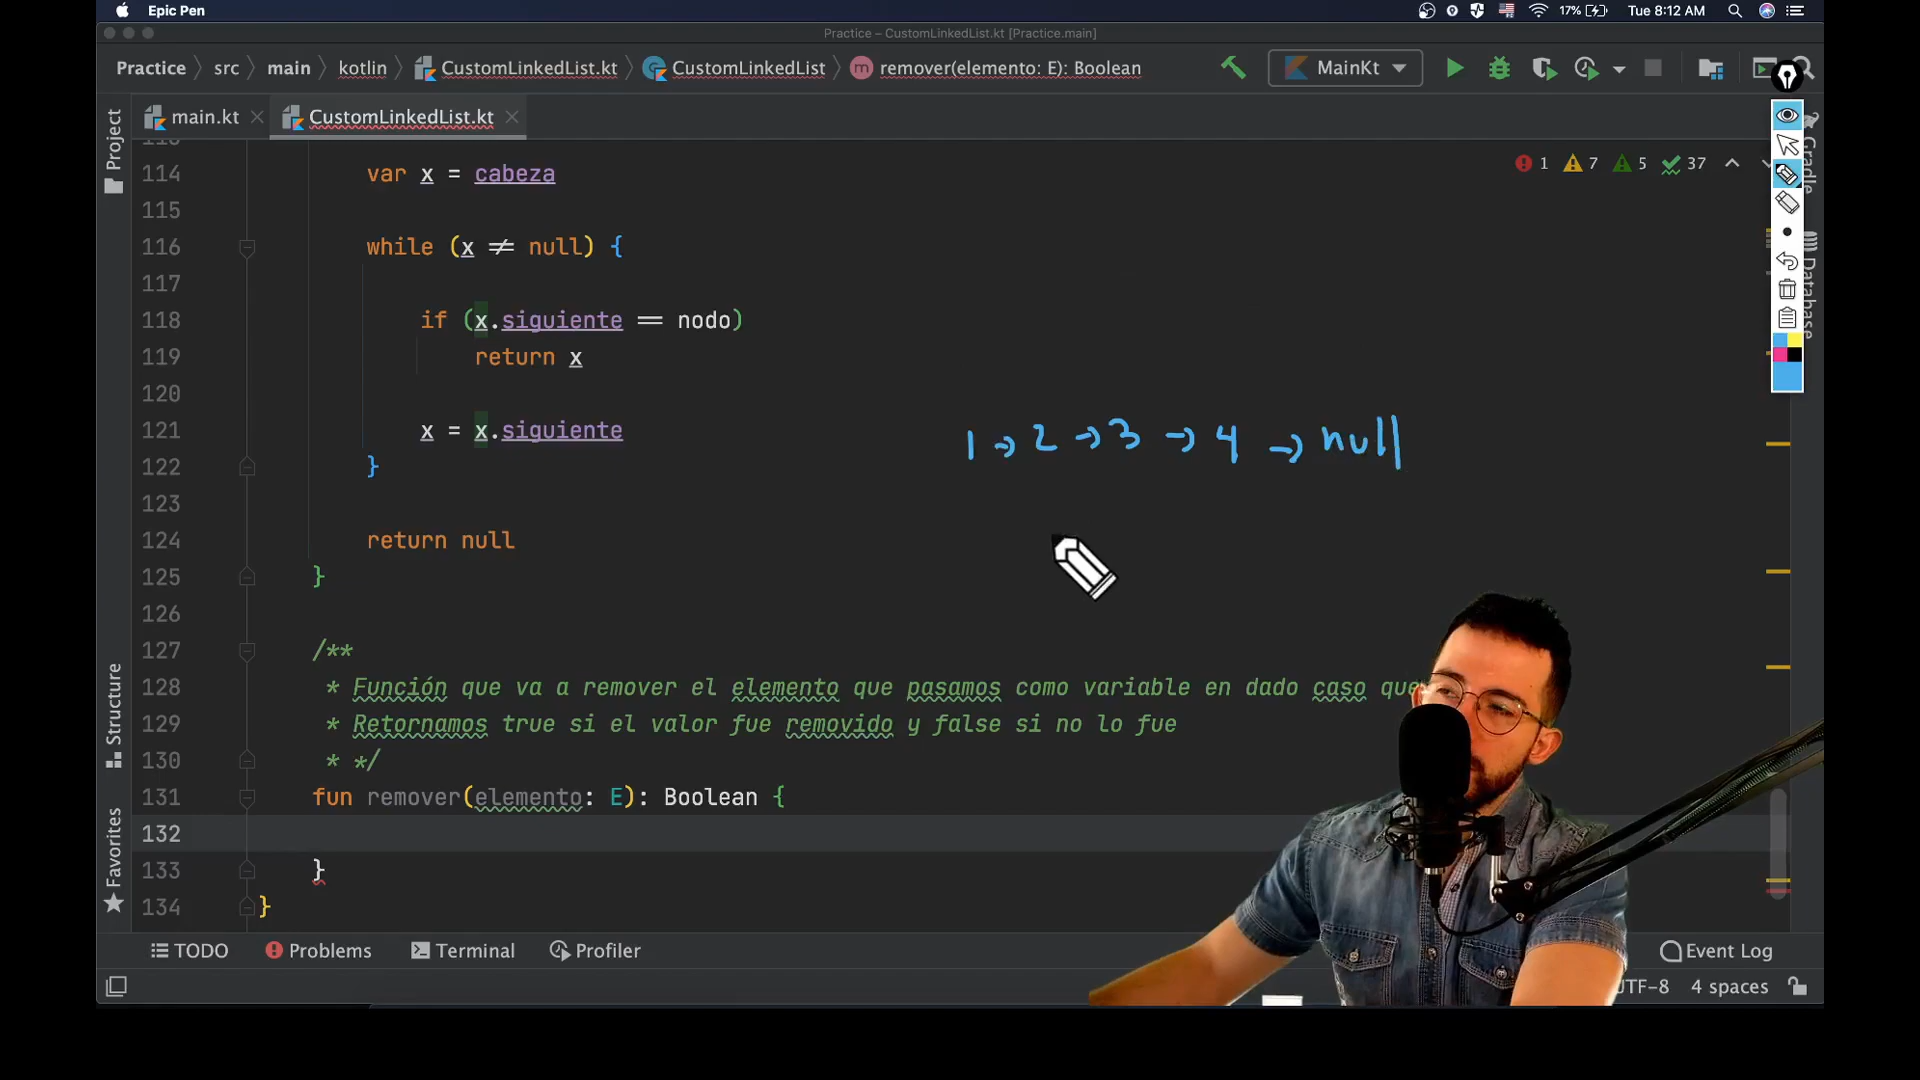 Epic Pen
17%
Tue 8:12 AM
Practice – CustomLinkedList.kt [Practice.main]
Practice
src
main
kotlin
CustomLinkedList.kt
CustomLinkedList
m
remover(elemento: E): Boolean
MainKt
main.kt
CustomLinkedList.kt
Project
1
7
5
37
Gradle
Database
114 var x = cabeza
115
116 while (x ≠ null) {
117
118 if (x.siguiente == nodo)
119 return x
120
121 x = x.siguiente
122 }
123
124 return null
125 }
126
127 /**
128 * Función que va a remover el elemento que pasamos como variable en dado caso que
129 * Retornamos true si el valor fue removido y false si no lo fue
130 * */
131 fun remover(elemento: E): Boolean {
132
133 }
134 }
1 → 2 → 3 → 4 → null
Structure
Favorites
TODO
Problems
Terminal
Profiler
Event Log
UTF-8
4 spaces